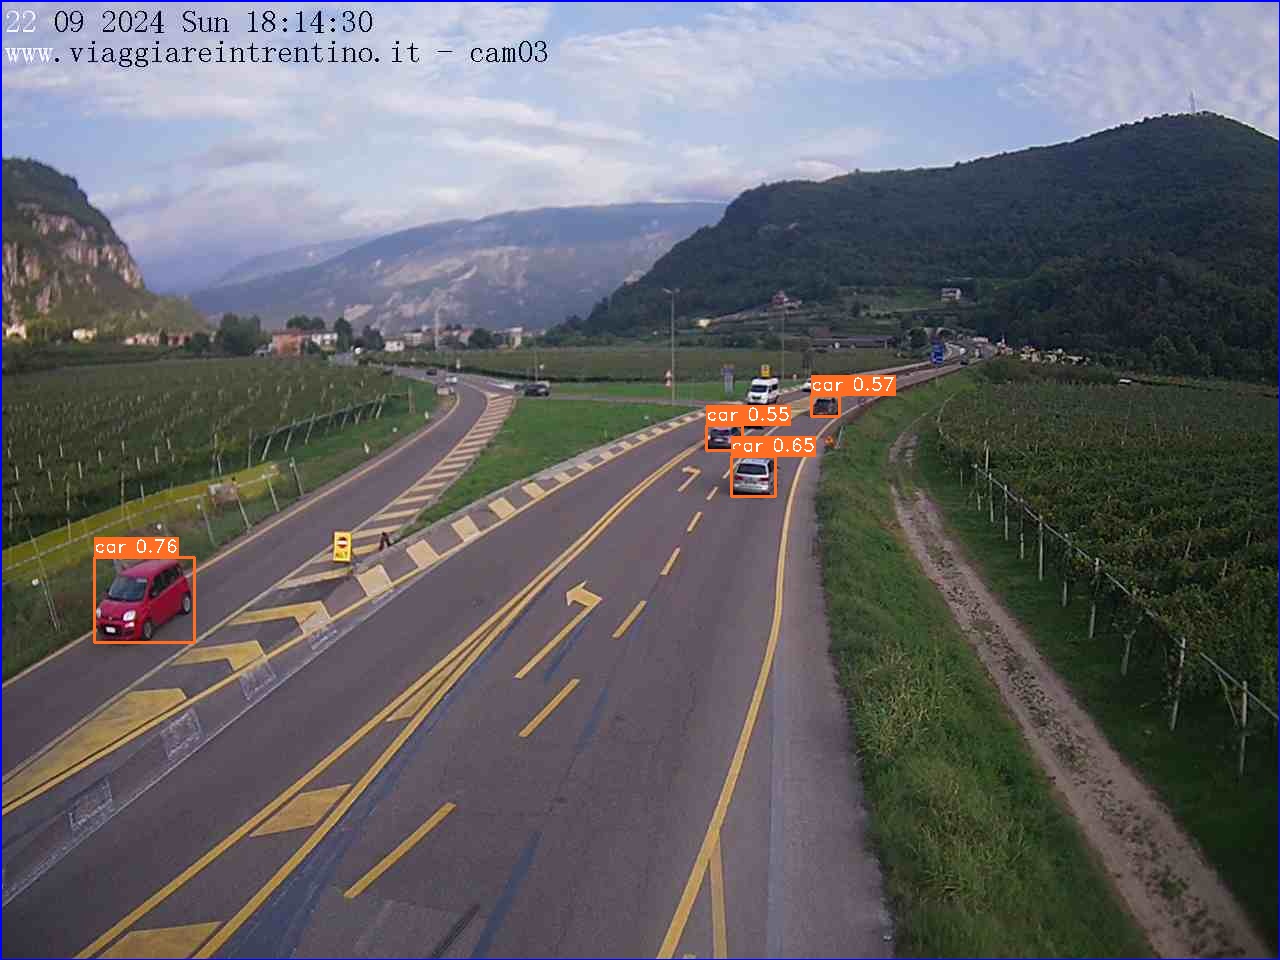 22 09 2024 Sun 18:14:30
www.viaggiareintrentino.it - cam03
car 0.57
car 0.55
car 0.65
car 0.76
ALT